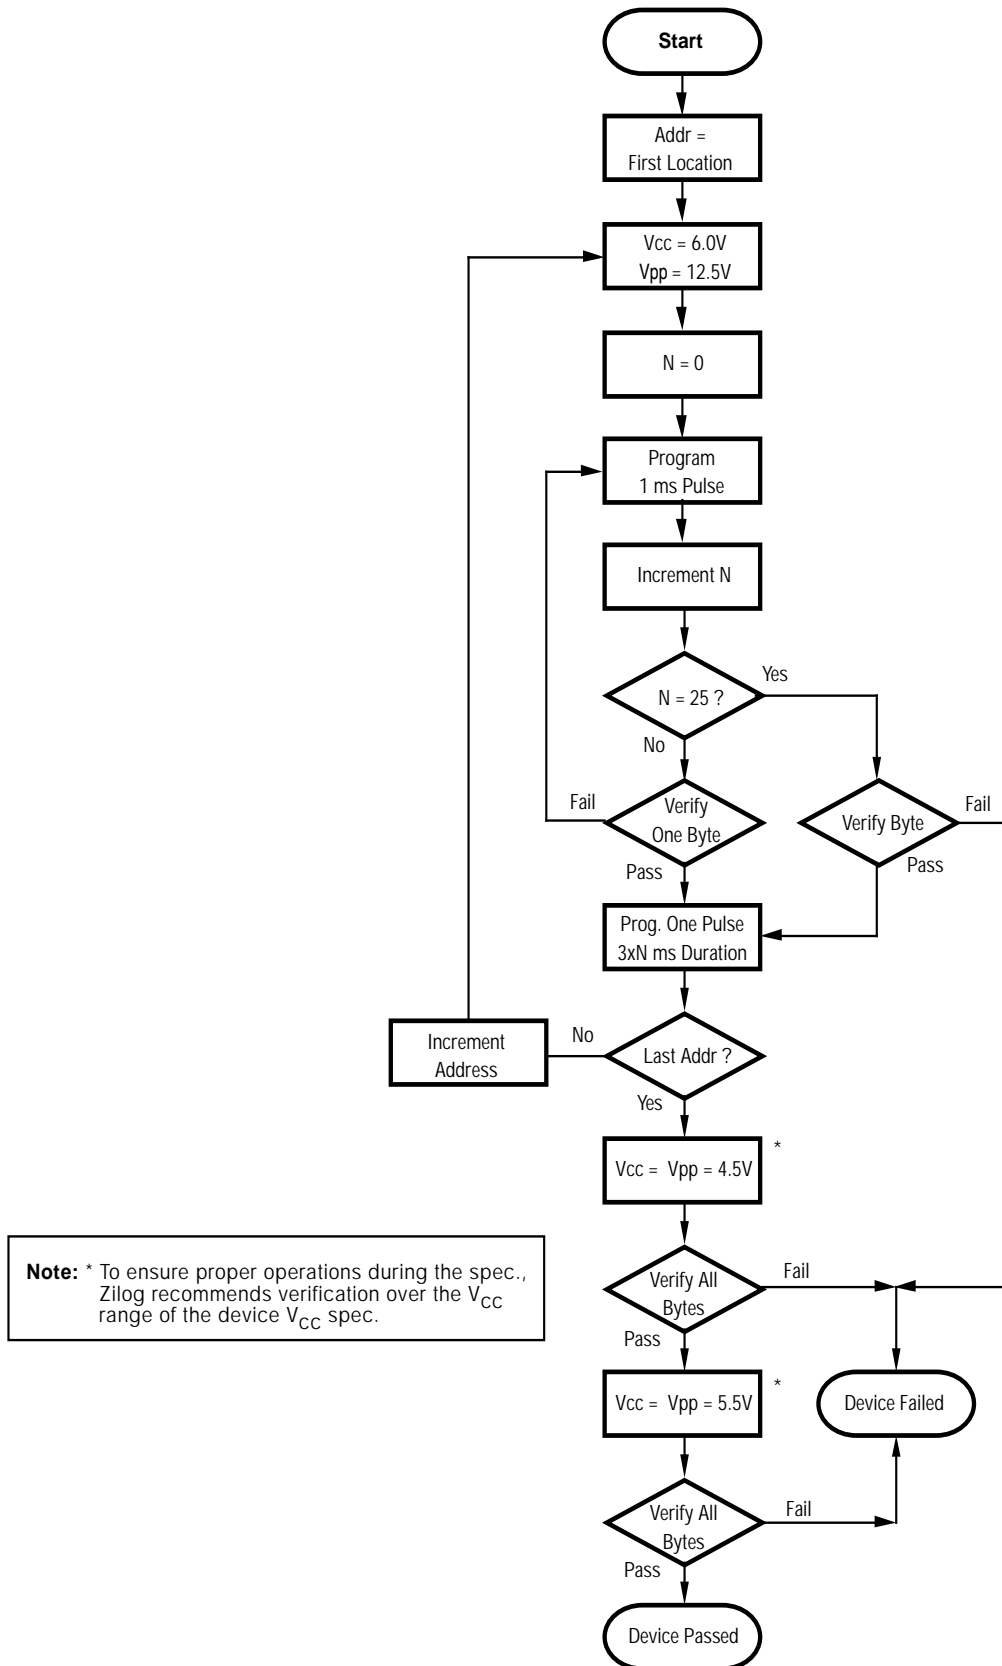 Start
Addr =
First Location
Vcc = 6.0V
Vpp = 12.5V
N = 0
Program
1 ms Pulse
Increment N
N = 25 ?
Yes
No
Fail
Verify
One Byte
Verify Byte
Fail
Pass
Pass
Prog. One Pulse
3xN ms Duration
Increment
Address
No
Last Addr ?
Yes
Vcc = Vpp = 4.5V
*
Note: * To ensure proper operations during the spec.,
Zilog recommends verification over the VCC
range of the device VCC spec.
Verify All
Bytes
Fail
Pass
Vcc = Vpp = 5.5V
*
Device Failed
Verify All
Bytes
Fail
Pass
Device Passed